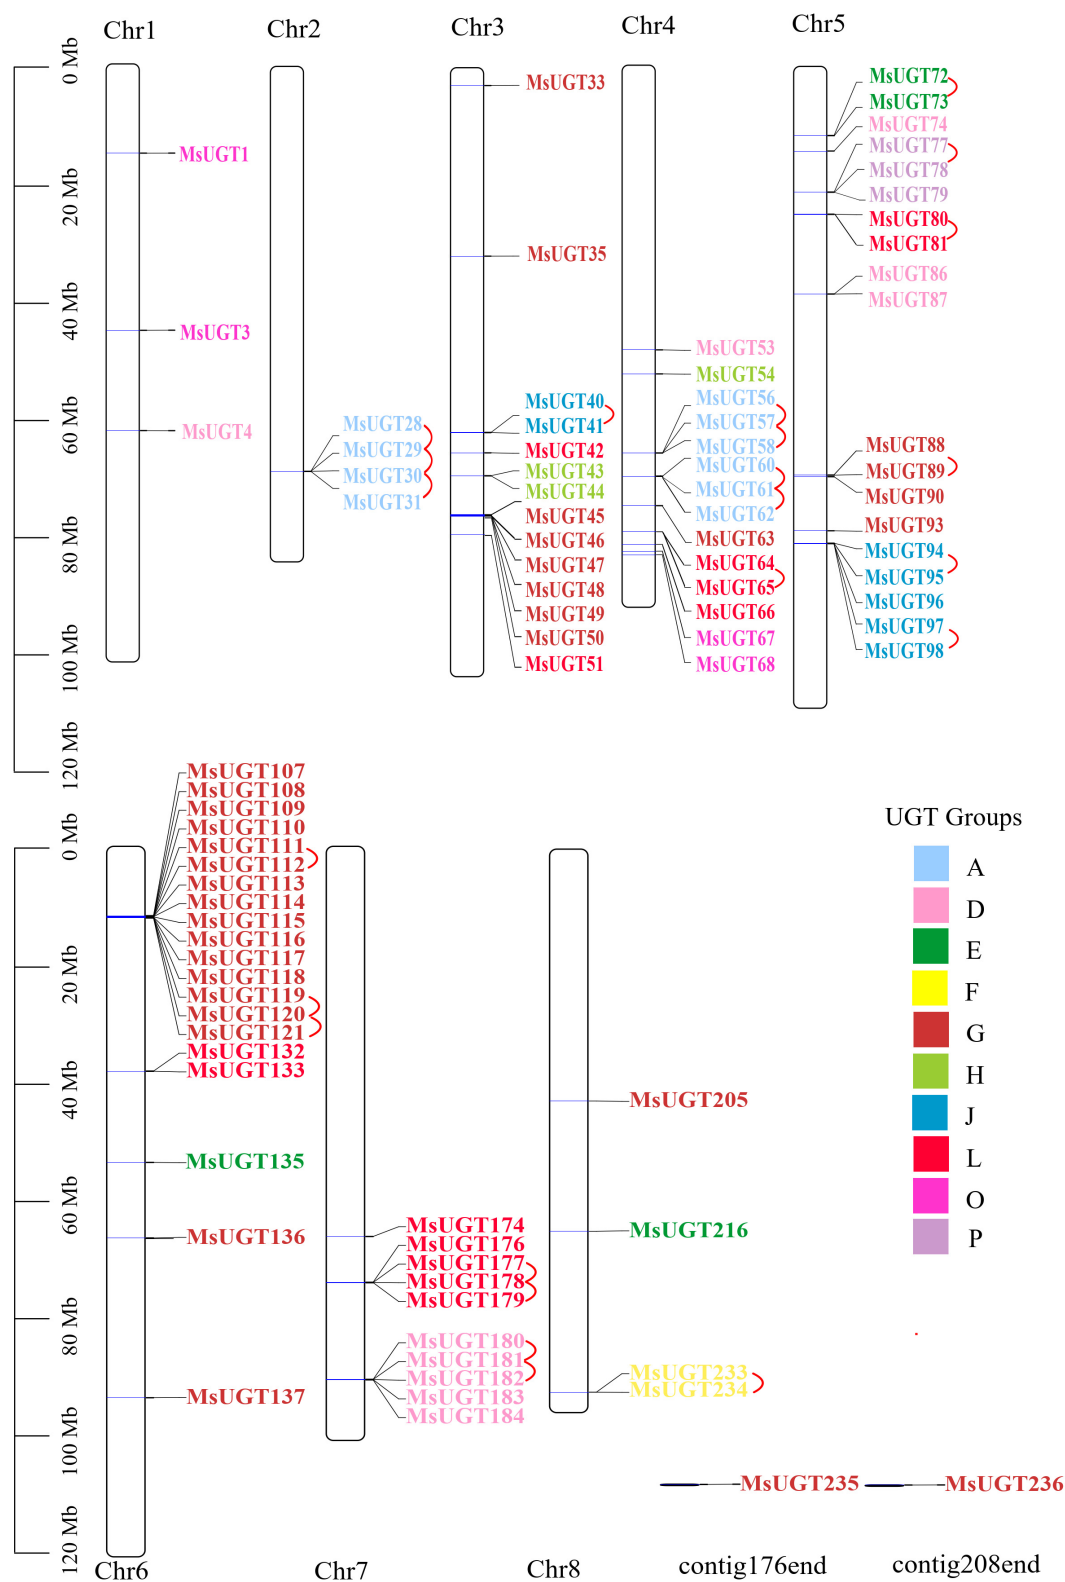 Chr1
Chr2
Chr3
Chr4
Chr5
0 Mb
20 Mb
40 Mb
60 Mb
80 Mb
100 Mb
120 Mb
MsUGT1
MsUGT3
MsUGT4
MsUGT28
MsUGT29
MsUGT30
MsUGT31
MsUGT33
MsUGT35
MsUGT40
MsUGT41
MsUGT42
MsUGT43
MsUGT44
MsUGT45
MsUGT46
MsUGT47
MsUGT48
MsUGT49
MsUGT50
MsUGT51
MsUGT53
MsUGT54
MsUGT56
MsUGT57
MsUGT58
MsUGT60
MsUGT61
MsUGT62
MsUGT63
MsUGT64
MsUGT65
MsUGT66
MsUGT67
MsUGT68
MsUGT72
MsUGT73
MsUGT74
MsUGT77
MsUGT78
MsUGT79
MsUGT80
MsUGT81
MsUGT86
MsUGT87
MsUGT88
MsUGT89
MsUGT90
MsUGT93
MsUGT94
MsUGT95
MsUGT96
MsUGT97
MsUGT98
0 Mb
20 Mb
40 Mb
60 Mb
80 Mb
100 Mb
120 Mb
MsUGT107
MsUGT108
MsUGT109
MsUGT110
MsUGT111
MsUGT112
MsUGT113
MsUGT114
MsUGT115
MsUGT116
MsUGT117
MsUGT118
MsUGT119
MsUGT120
MsUGT121
MsUGT132
MsUGT133
MsUGT135
MsUGT136
MsUGT137
MsUGT174
MsUGT176
MsUGT177
MsUGT178
MsUGT179
MsUGT180
MsUGT181
MsUGT182
MsUGT183
MsUGT184
MsUGT205
MsUGT216
MsUGT233
MsUGT234
UGT Groups
A
D
E
F
G
H
J
L
O
P
MsUGT235
MsUGT236
Chr6
Chr7
Chr8
contig176end
contig208end